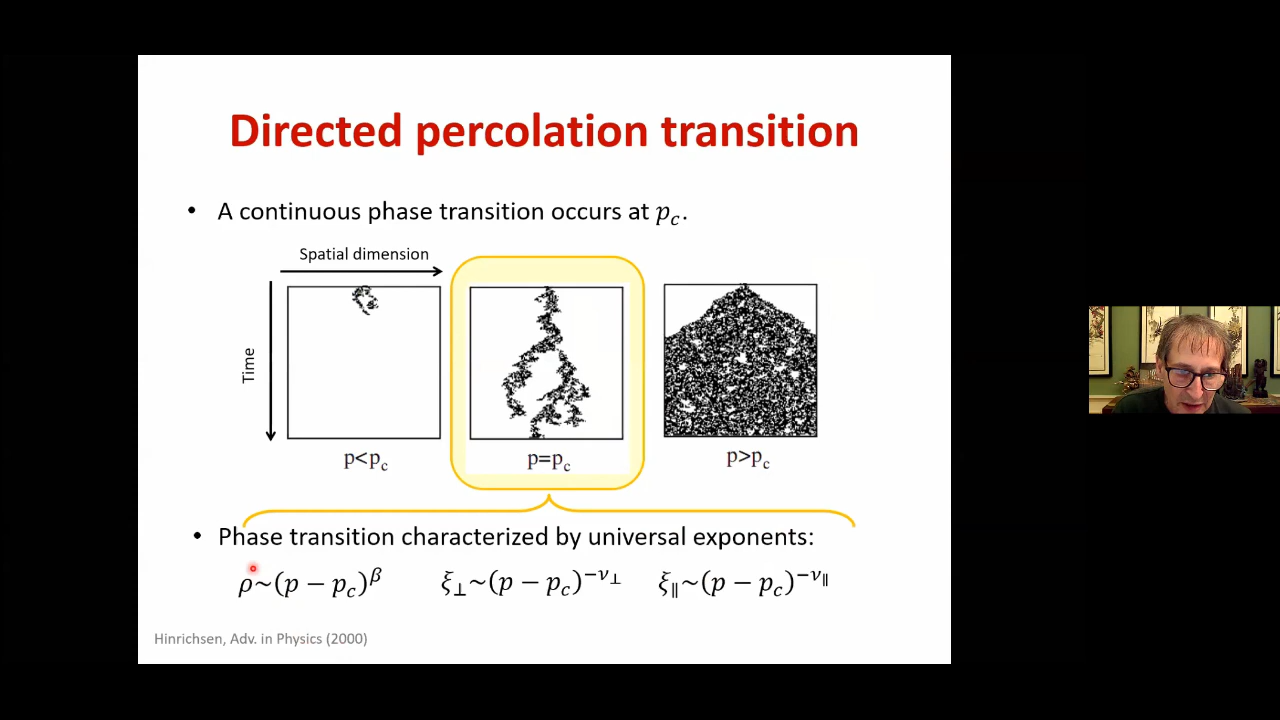 Directed percolation transition
• A continuous phase transition occurs at p_c.
Spatial dimension
Time
p<p_c
p=p_c
p>p_c
• Phase transition characterized by universal exponents:
ρ~(p − p_c)^β
ξ_⊥~(p − p_c)^{−ν_⊥}
ξ_∥~(p − p_c)^{−ν_∥}
Hinrichsen, Adv. in Physics (2000)